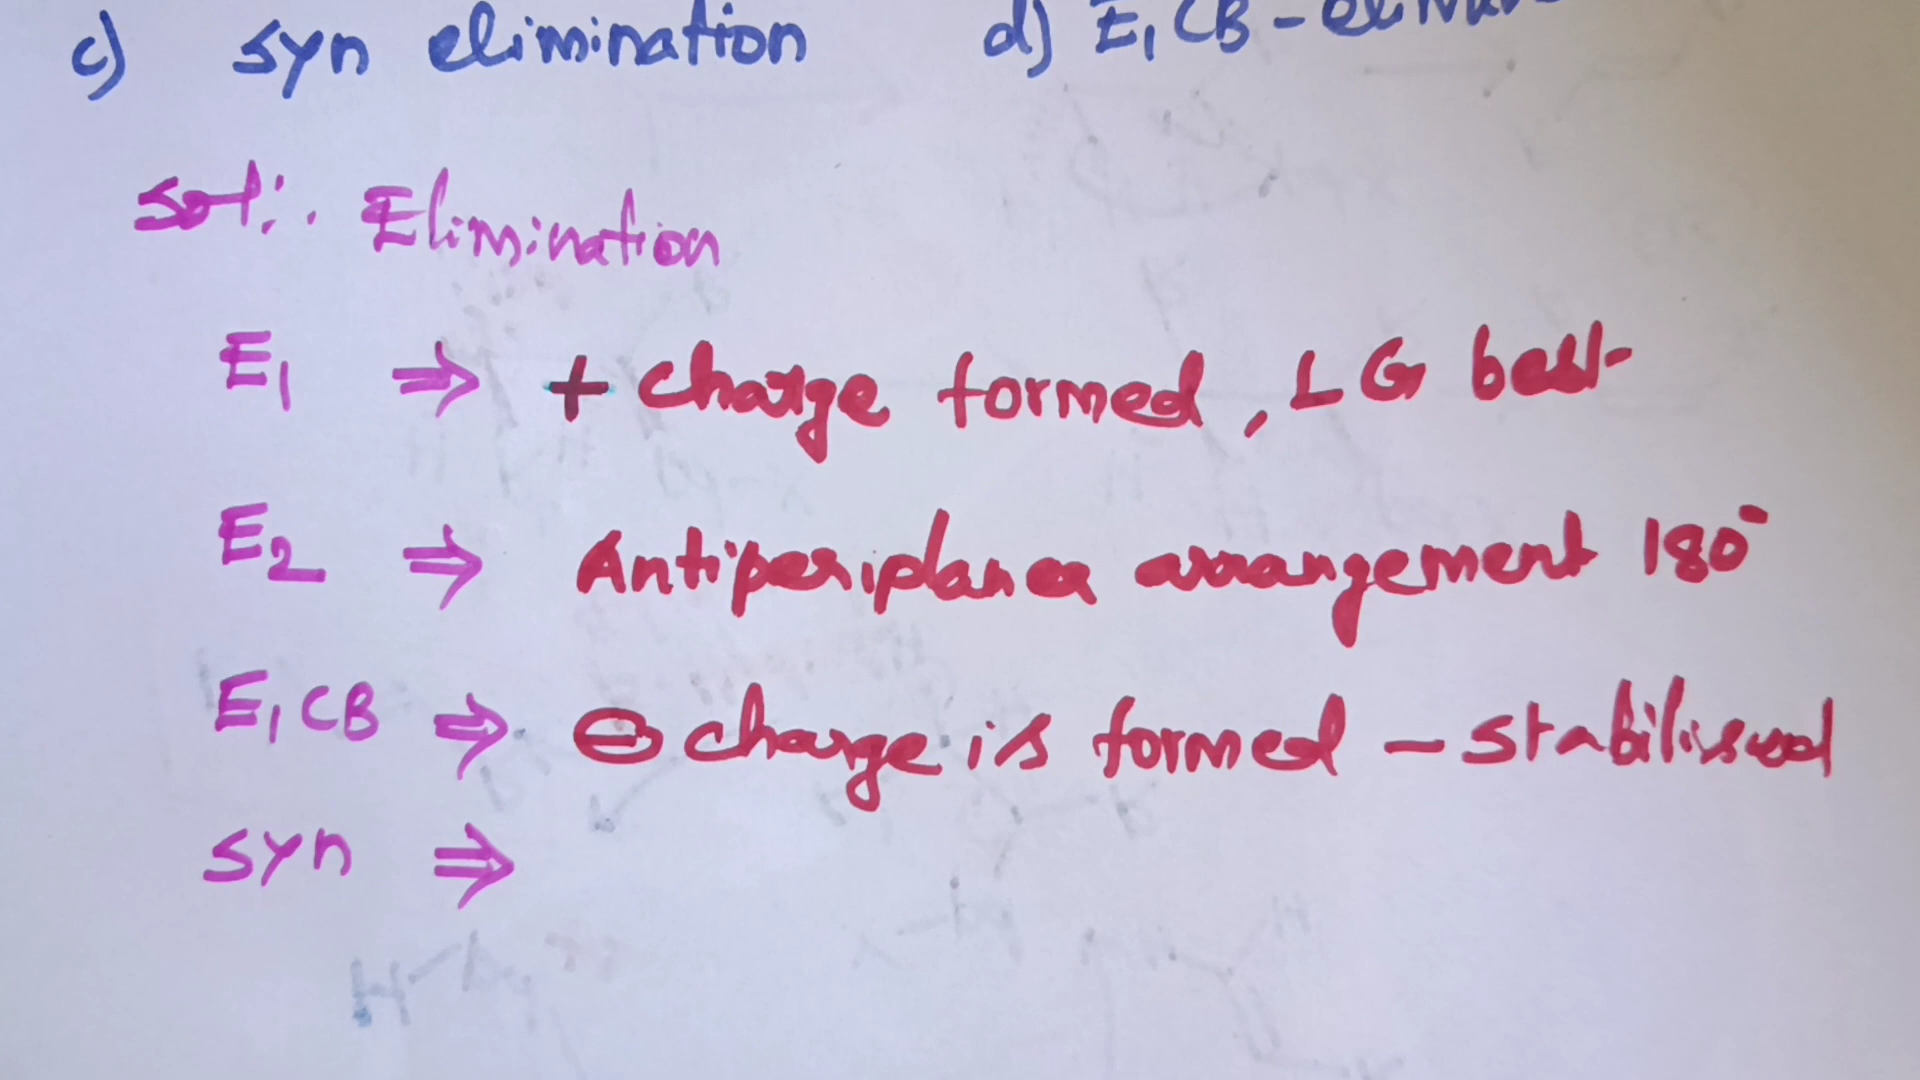 c) syn elimination d) E1CB-
Sol:. Elimination
E1 ⇒ + charge formed, LG best
E2 ⇒ Antiperiplanar arrangement 180°
E1CB ⇒ ⊖ charge is formed - stabilised
syn ⇒